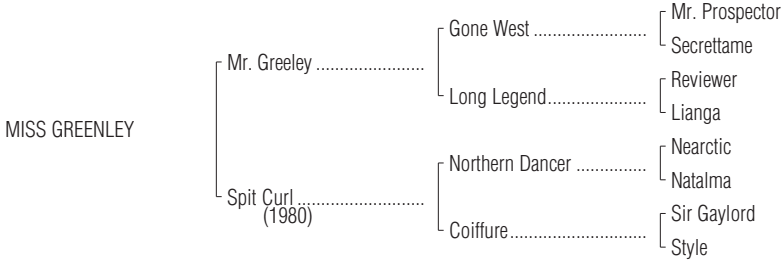 Mr. Prospector
Gone West ........................
Secrettame
Mr. Greeley .......................
Reviewer
Long Legend.....................
Lianga
MISS GREENLEY
Nearctic
Northern Dancer ...............
Natalma
Spit Curl ...........................
(1980)
Sir Gaylord
Coiffure.............................
Style